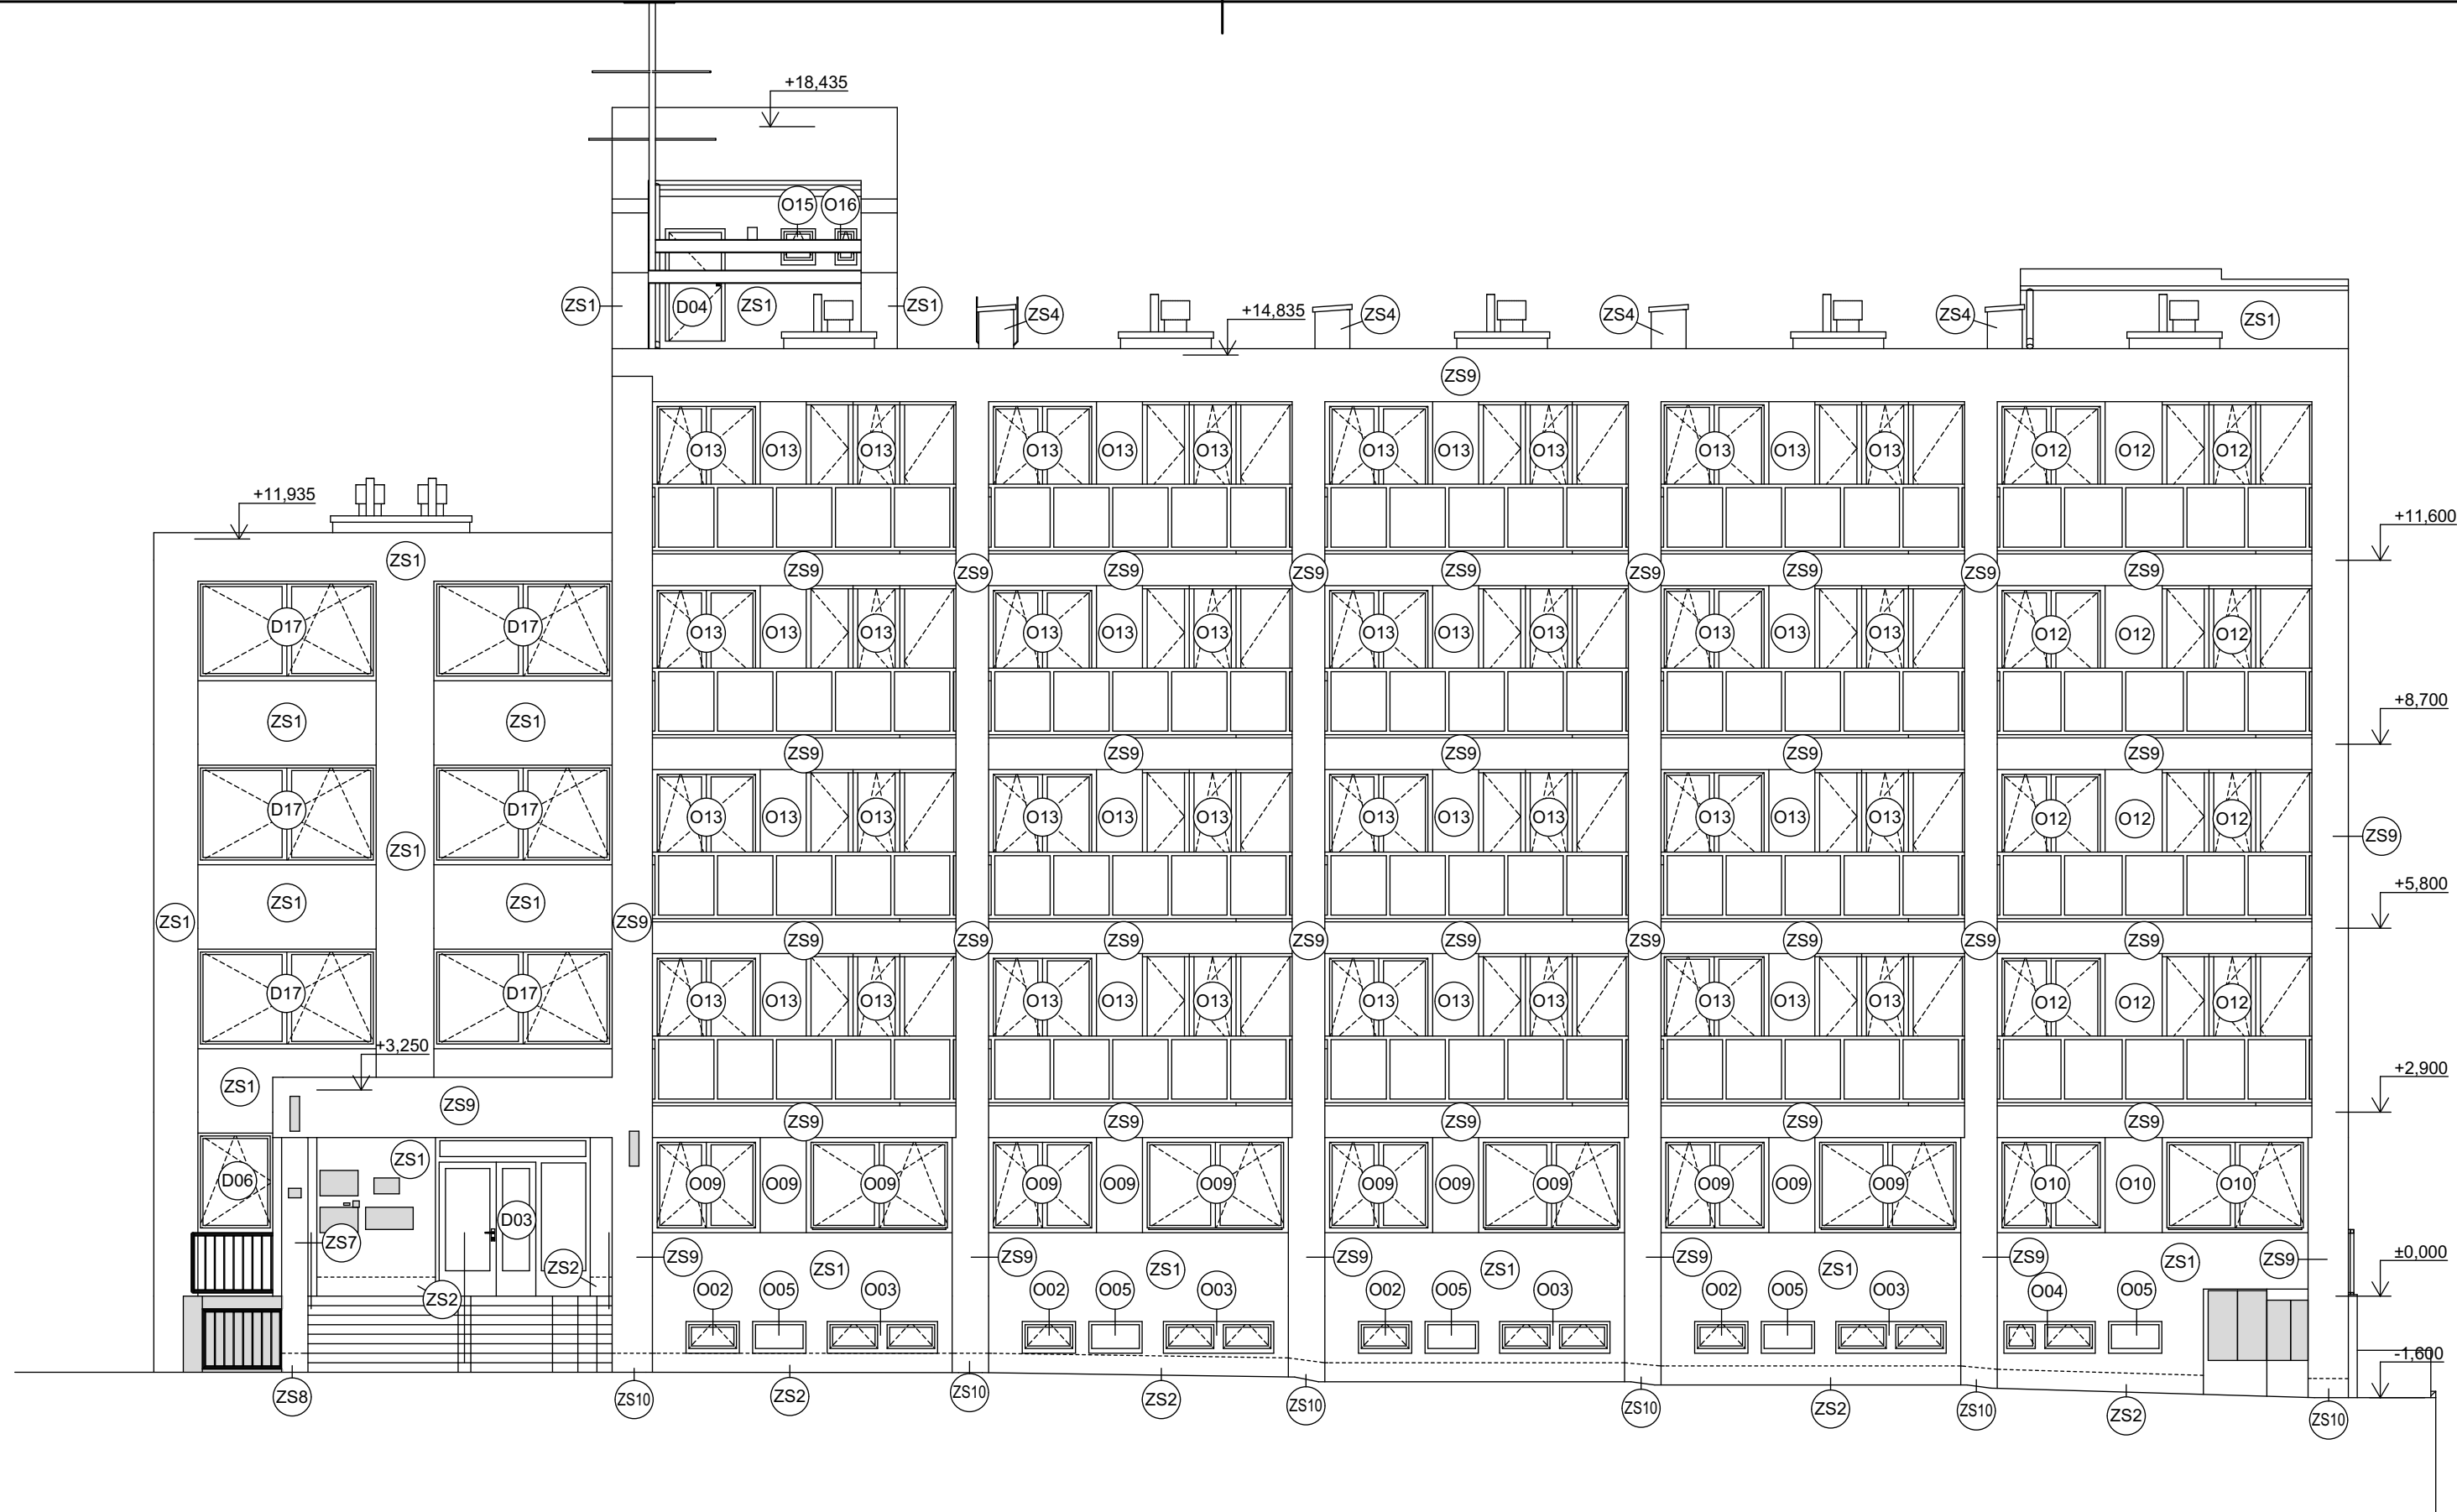 +18,435
O15 O16
ZS1 D04 ZS1 ZS1 ZS4 +14,835 ZS4 ZS4 ZS4 ZS1
ZS9
O13 O13 O13 O13 O13 O13 O13 O13 O13 O13 O13 O13 O12 O12 O12
+11,935
+11,600
ZS1 ZS9 ZS9 ZS9 ZS9 ZS9 ZS9 ZS9 ZS9 ZS9
D17 D17 O13 O13 O13 O13 O13 O13 O13 O13 O13 O13 O13 O13 O12 O12 O12
+8,700
ZS1 ZS1
ZS9 ZS9 ZS9 ZS9 ZS9
D17 D17 O13 O13 O13 O13 O13 O13 O13 O13 O13 O13 O13 O13 O12 O12 O12
ZS1 ZS9
+5,800
ZS1 ZS1
ZS1 ZS9
ZS9 ZS9 ZS9 ZS9 ZS9 ZS9 ZS9 ZS9 ZS9
D17 D17 O13 O13 O13 O13 O13 O13 O13 O13 O13 O13 O13 O13 O12 O12 O12
+3,250
+2,900
ZS1 ZS9
ZS9 ZS9 ZS9 ZS9 ZS9
ZS1
D06 O09 O09 O09 O09 O09 O09 O09 O09 O09 O09 O09 O09 O10 O10 O10
D03
ZS7 ±0,000
ZS9 ZS9 ZS9 ZS9 ZS9 ZS9
ZS2 ZS1 ZS1 ZS1 ZS1 ZS1
ZS2 O02 O05 O03 O02 O05 O03 O02 O05 O03 O02 O05 O03 O04 O05
-1,600
ZS8 ZS10 ZS2 ZS10 ZS2 ZS10 ZS10 ZS2 ZS10 ZS2 ZS10